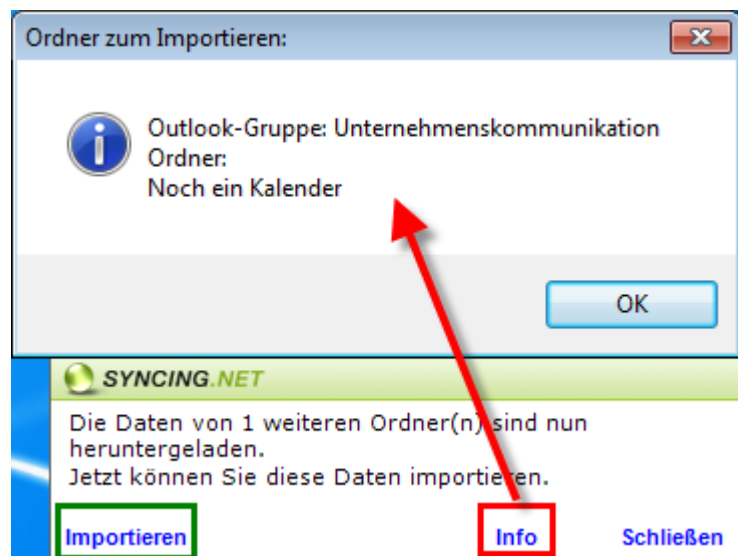 Ordner zum Importieren:
Outlook-Gruppe: Unternehmenskommunikation
Ordner:
Noch ein Kalender
OK
SYNCING.NET
Die Daten von 1 weiteren Ordner(n) sind nun
heruntergeladen.
Jetzt können Sie diese Daten importieren.
Importieren Info Schließen